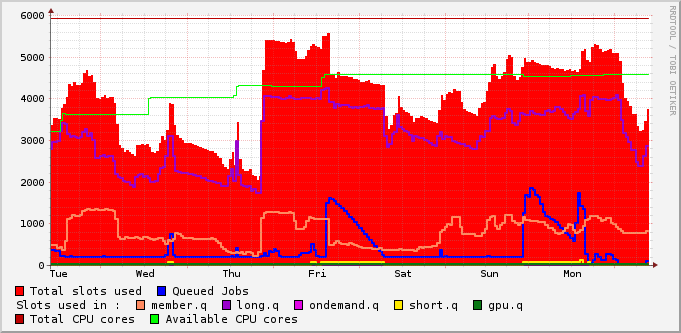 6000
5000
4000
3000
2000
1000
0
Tue Wed Thu Fri Sat Sun Mon
RRDTOOL / TOBI OETIKER
Total slots used Queued Jobs
Slots used in : member.q long.q ondemand.q short.q gpu.q
Total CPU cores Available CPU cores